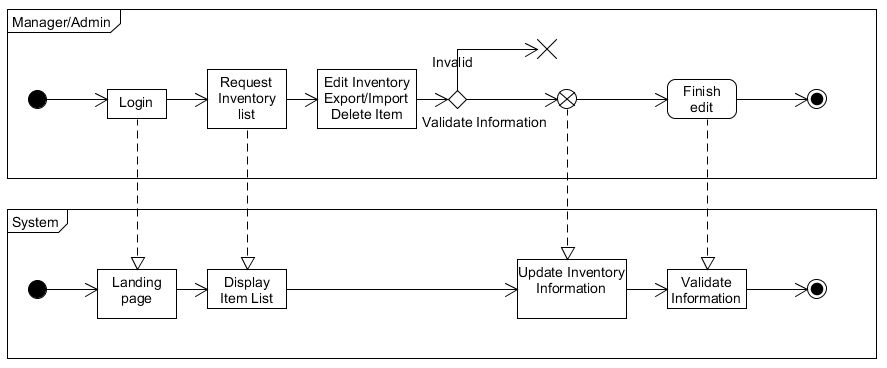 Manager/Admin
Login
Request
Inventory
list
Edit Inventory
Export/Import
Delete Item
Invalid
Validate Information
Finish
edit
System
Landing
page
Display
Item List
Update Inventory
Information
Validate
Information